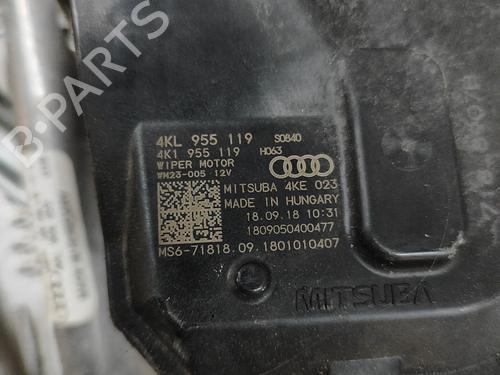 B-PARTS
4KL 955 119 S0840
4K1 955 119 H063
WIPER MOTOR
WM23-005 12V
MITSUBA 4KE 023
MADE IN HUNGARY
18.09.18 10:31
1809050400477
MS6-71818.09.1801010407
MITSUBA